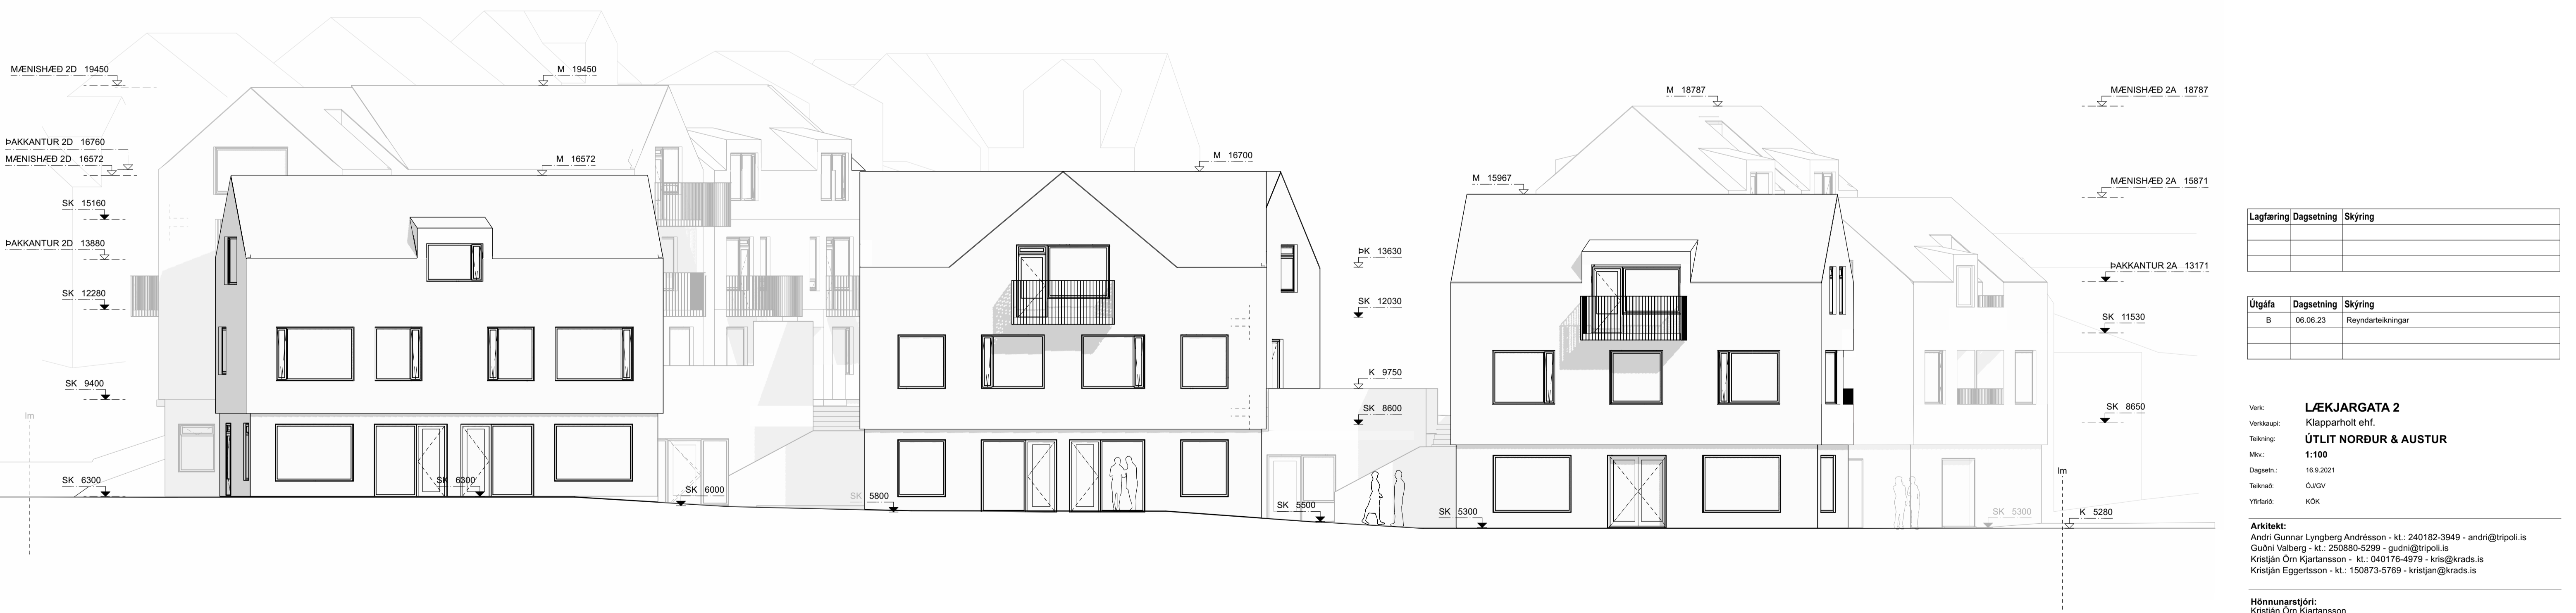 MÆNISHÆÐ 2D 19450
M 19450
M 18787
MÆNISHÆÐ 2A 18787
ÞAKKANTUR 2D 16760
MÆNISHÆÐ 2D 16572
M 16572
M 16700
M 15967
MÆNISHÆÐ 2A 15871
SK 15160
ÞAKKANTUR 2D 13880
ÞK 13630
ÞAKKANTUR 2A 13171
SK 12280
SK 12030
SK 11530
SK 9400
K 9750
SK 8600
SK 8650
lm
lm
SK 6300
SK 6300
SK 6000
SK 5800
SK 5500
SK 5300
SK 5300
K 5280
Lagfæring Dagsetning Skýring
Útgáfa Dagsetning Skýring
B 06.06.23 Reyndarteikningar
Verk: LÆKJARGATA 2
Verkkaupi: Klapparholt ehf.
Teikning: ÚTLIT NORÐUR & AUSTUR
Mkv.: 1:100
Dagsetn.: 16.9.2021
Teiknað: ÓJ/GV
Yfirfarið: KÖK
Arkitekt:
Andri Gunnar Lyngberg Andrésson - kt.: 240182-3949 - andri@tripoli.is
Guðni Valberg - kt.: 250880-5299 - gudni@tripoli.is
Kristján Örn Kjartansson - kt.: 040176-4979 - kris@krads.is
Kristján Eggertsson - kt.: 150873-5769 - kristjan@krads.is
Hönnunarstjóri:
Kristján Örn Kjartansson